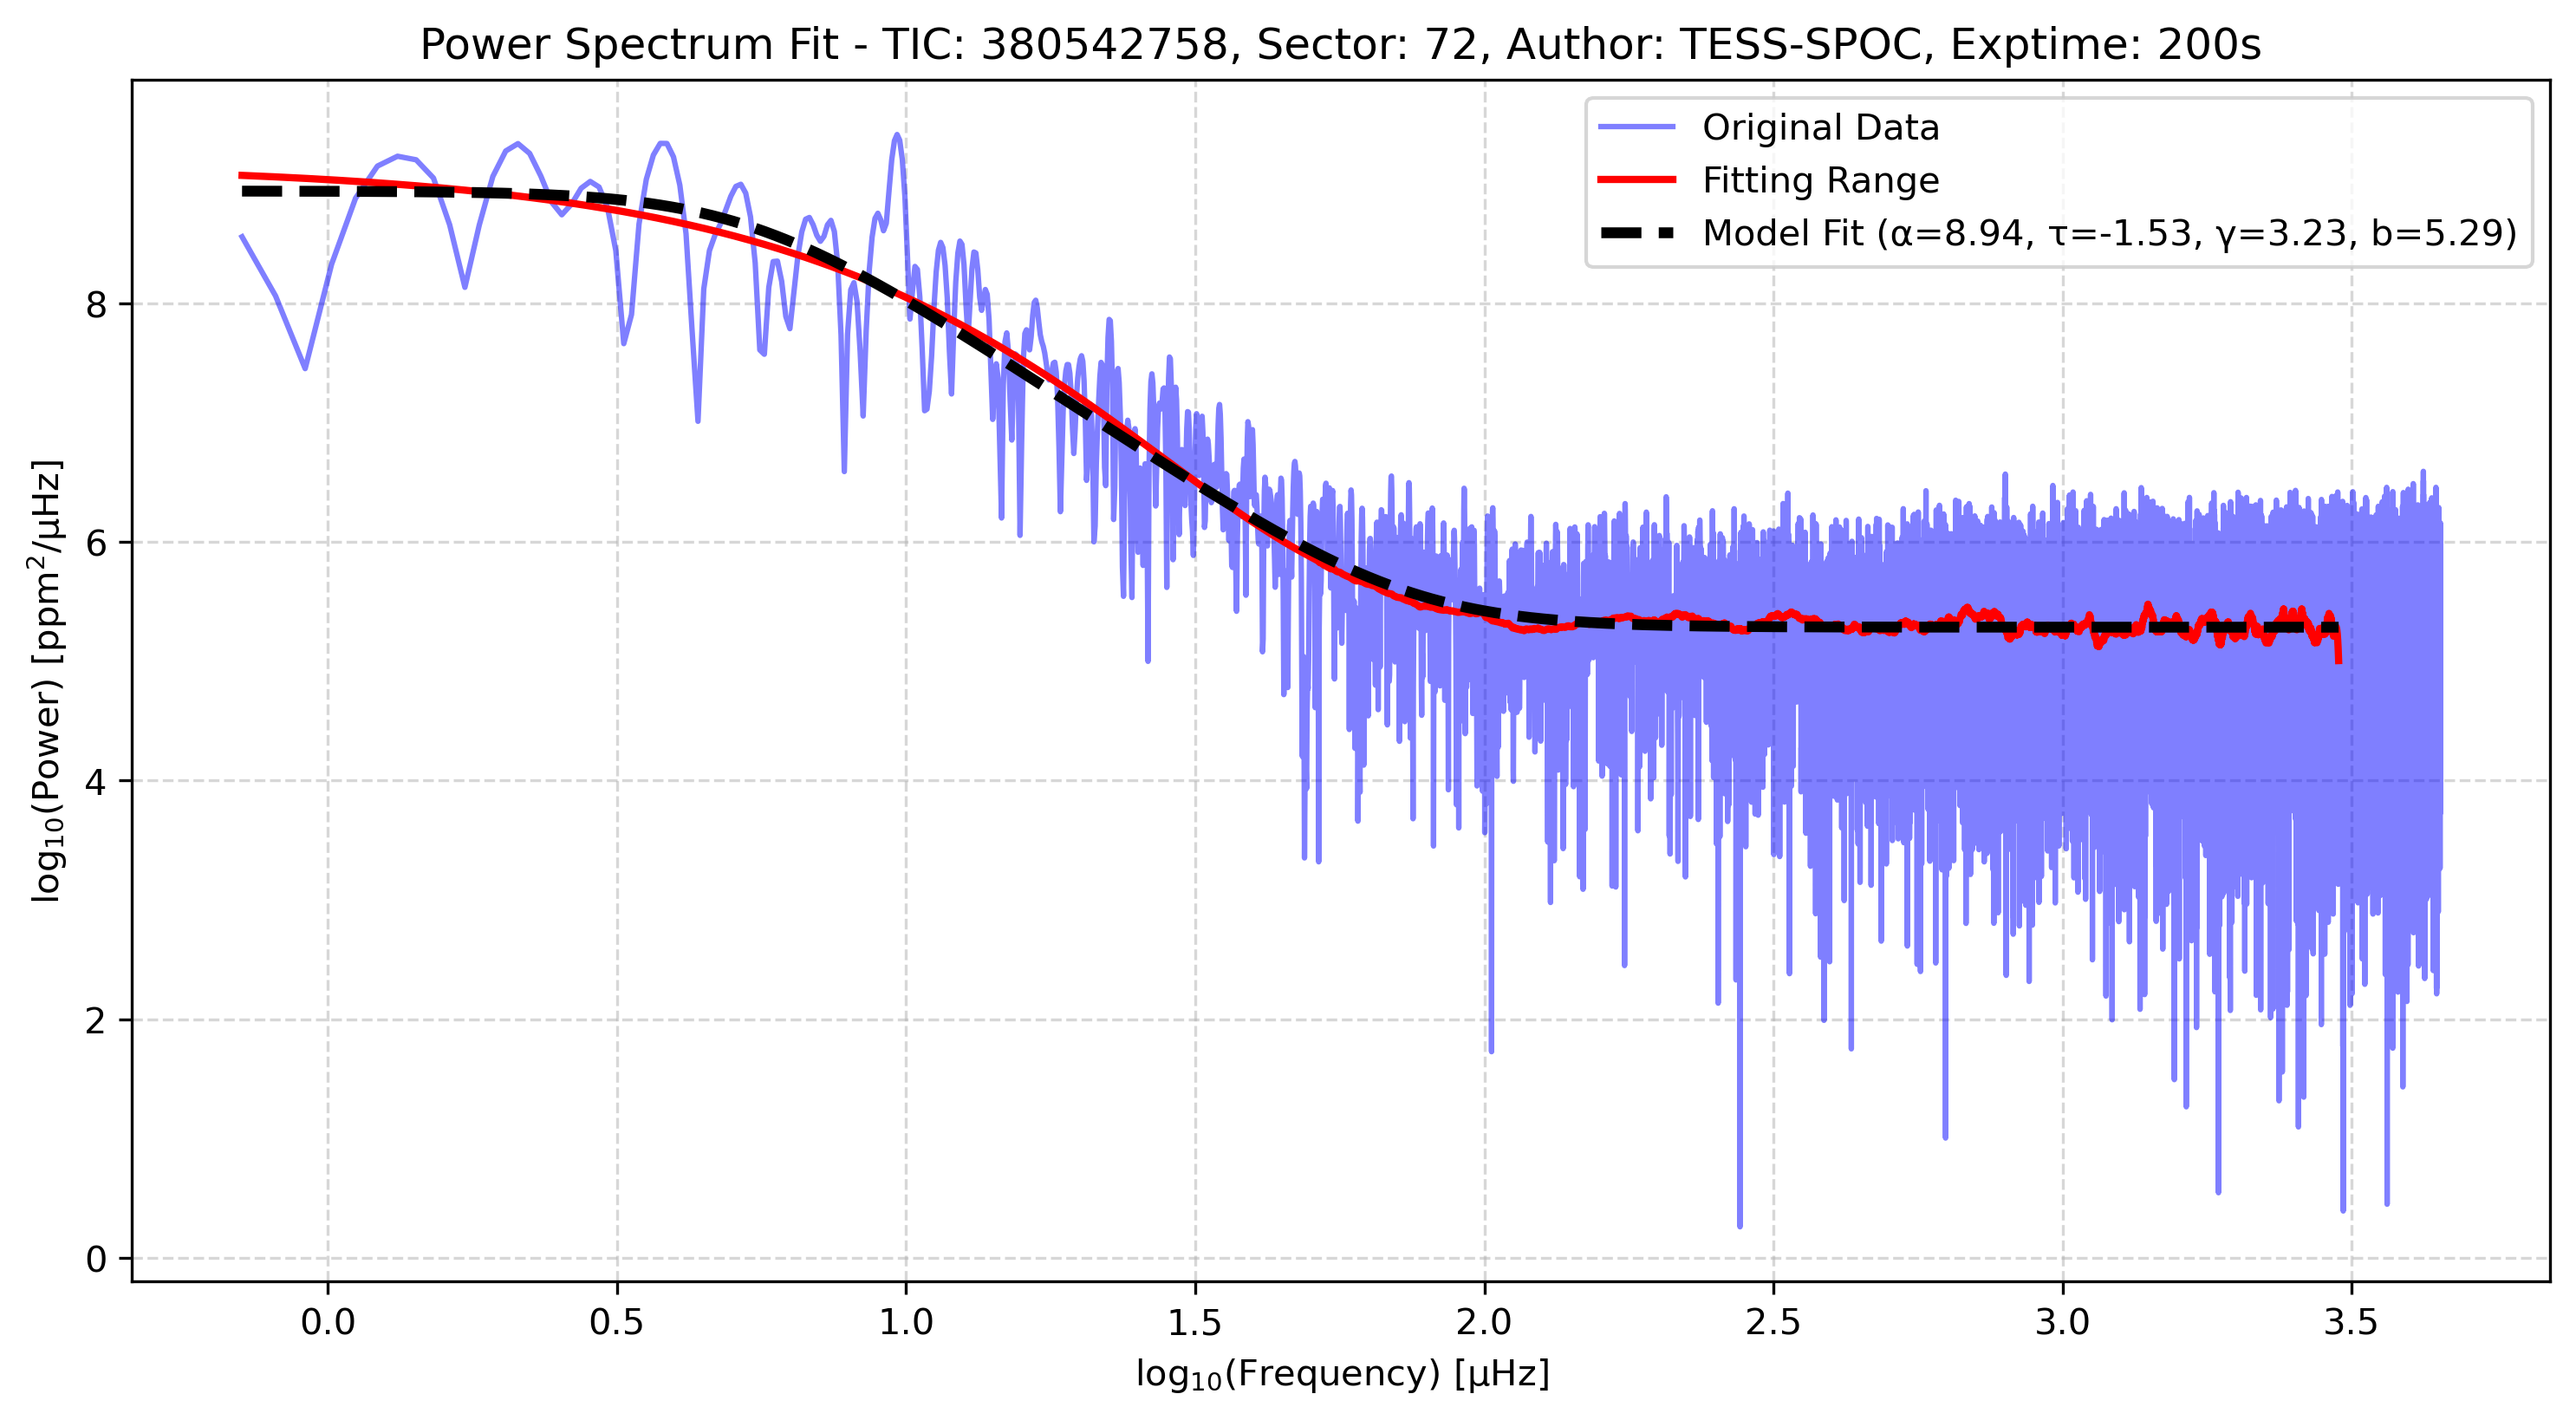 Power Spectrum Fit - TIC: 380542758, Sector: 72, Author: TESS-SPOC, Exptime: 200s
Original Data
Fitting Range
Model Fit (α=8.94, τ=-1.53, γ=3.23, b=5.29)
log₁₀(Power) [ppm²/μHz]
8
6
4
2
0
0.0 0.5 1.0 1.5 2.0 2.5 3.0 3.5
log₁₀(Frequency) [μHz]